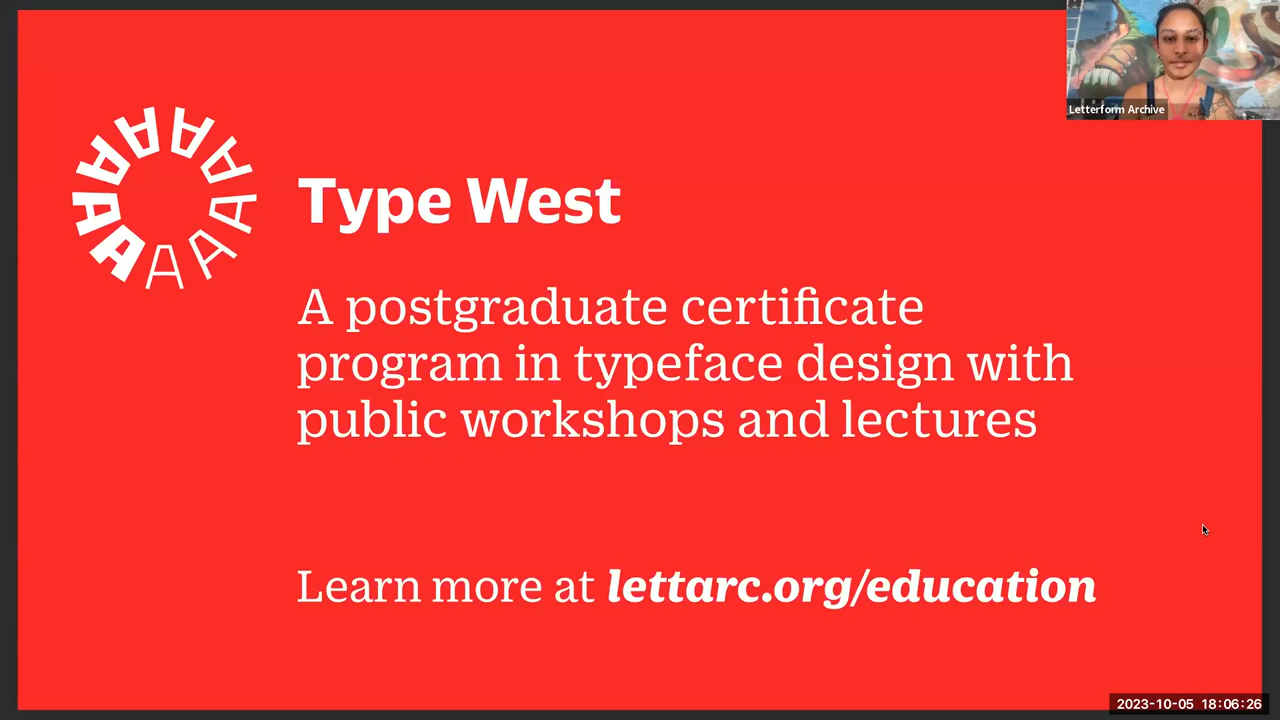 Letterform Archive
A A A A A A A A A A A
Type West
A postgraduate certificate
program in typeface design with
public workshops and lectures
Learn more at lettarc.org/education
2023-10-05 18:06:26